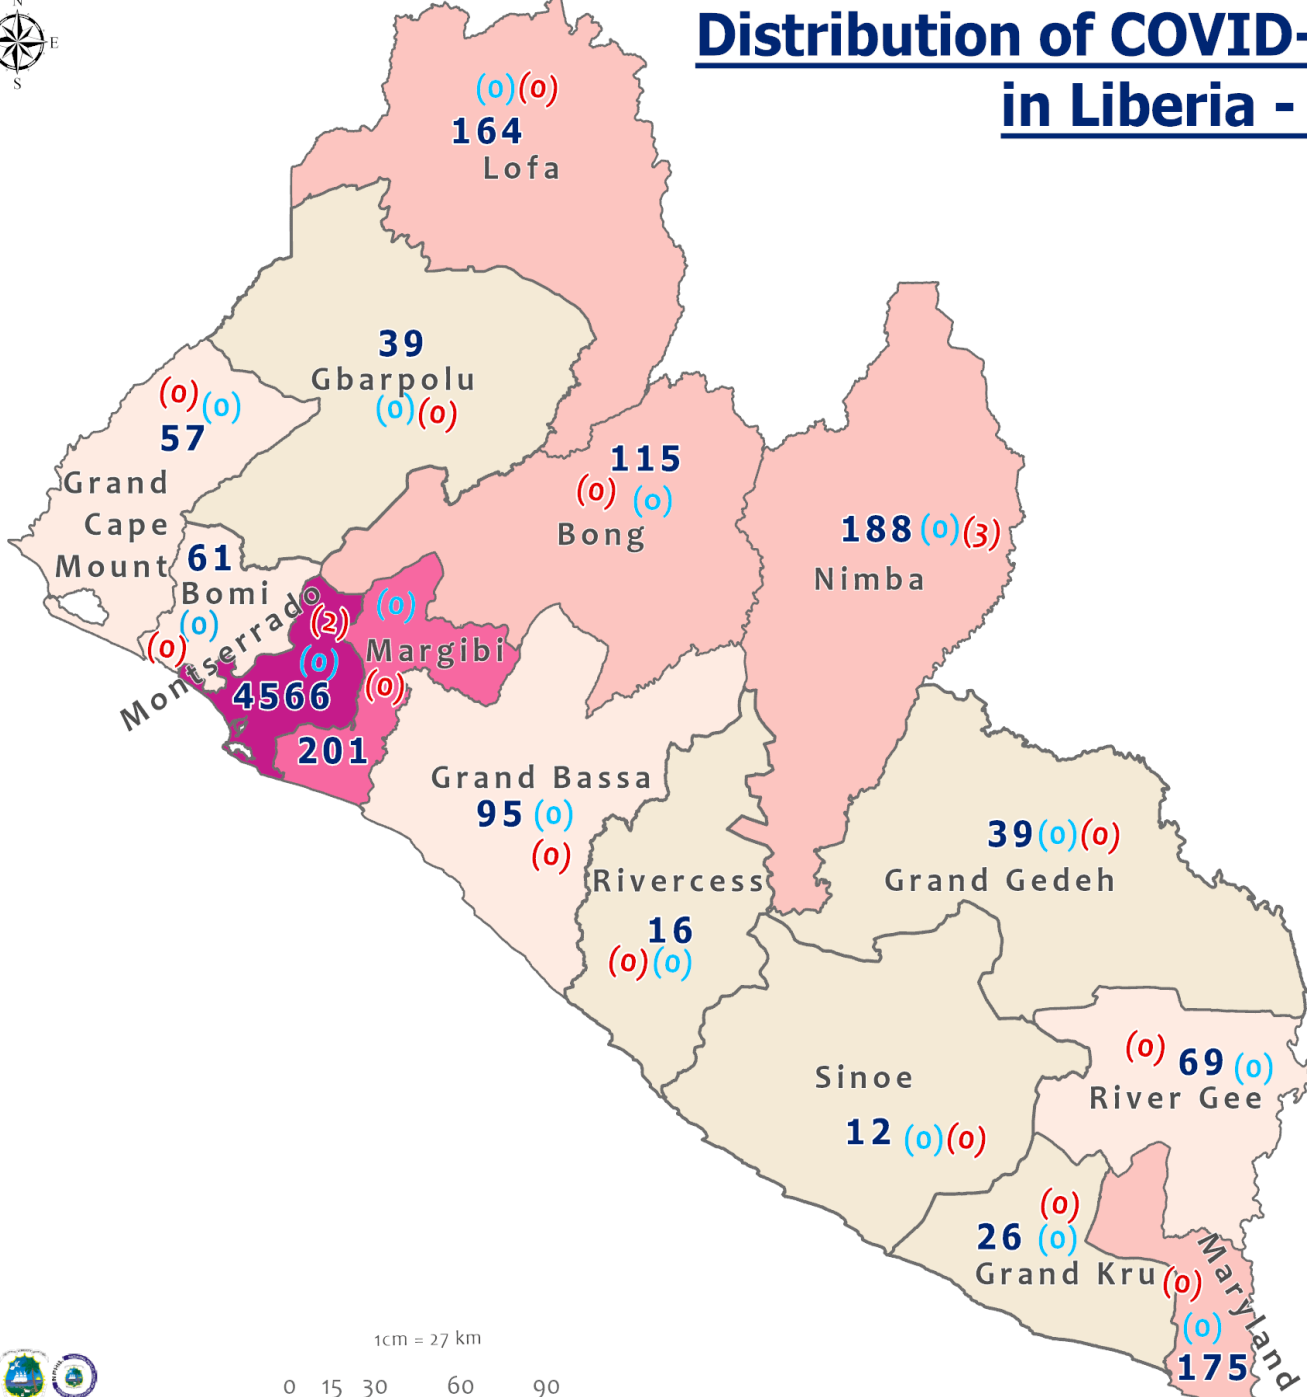 N
E
S
Distribution of COVID-
in Liberia -
(0)(0)
164
Lofa
39
Gbarpolu
(0)(0)
(0)(0)
57
Grand
Cape
Mount
115
(0) (0)
Bong
188 (0)(3)
Nimba
61
Bomi
(0)
(0)
Montserrado
(2)
(0)
4566
(0)
Margibi
(0)
201
Grand Bassa
95 (0)
(0)
Rivercess
16
(0)(0)
39(0)(0)
Grand Gedeh
Sinoe
12 (0)(0)
(0) 69 (0)
River Gee
(0)
26 (0)
Grand Kru
Maryland
(0)
(0)
175
1cm = 27 km
0 15 30 60 90